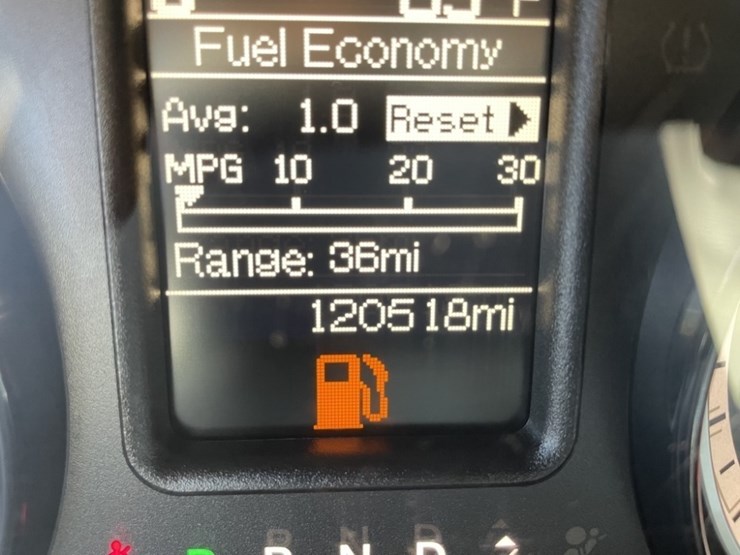 Fuel Economy
Avg: 1.0 Reset
MPG 10 20 30
Range: 36mi
120518mi